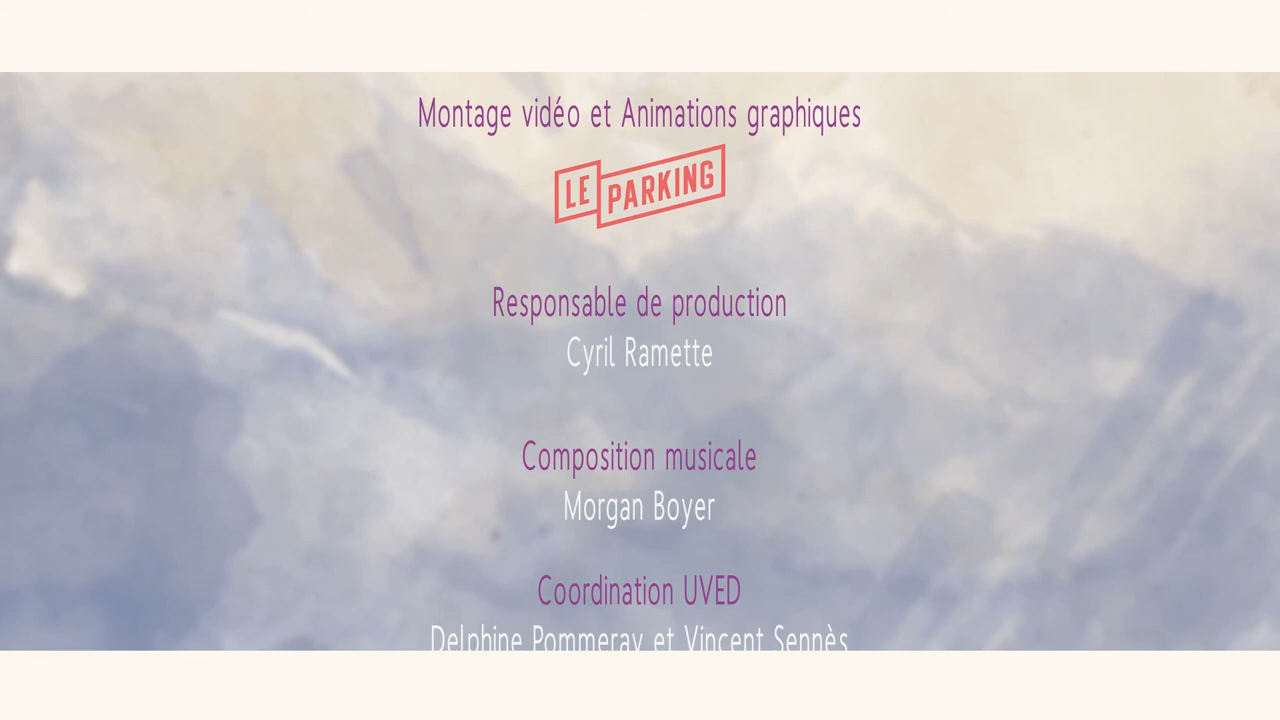 Montage vidéo et Animations graphiques
LE PARKING
Responsable de production
Cyril Ramette
Composition musicale
Morgan Boyer
Coordination UVED
Delphine Pommeray et Vincent Sennès